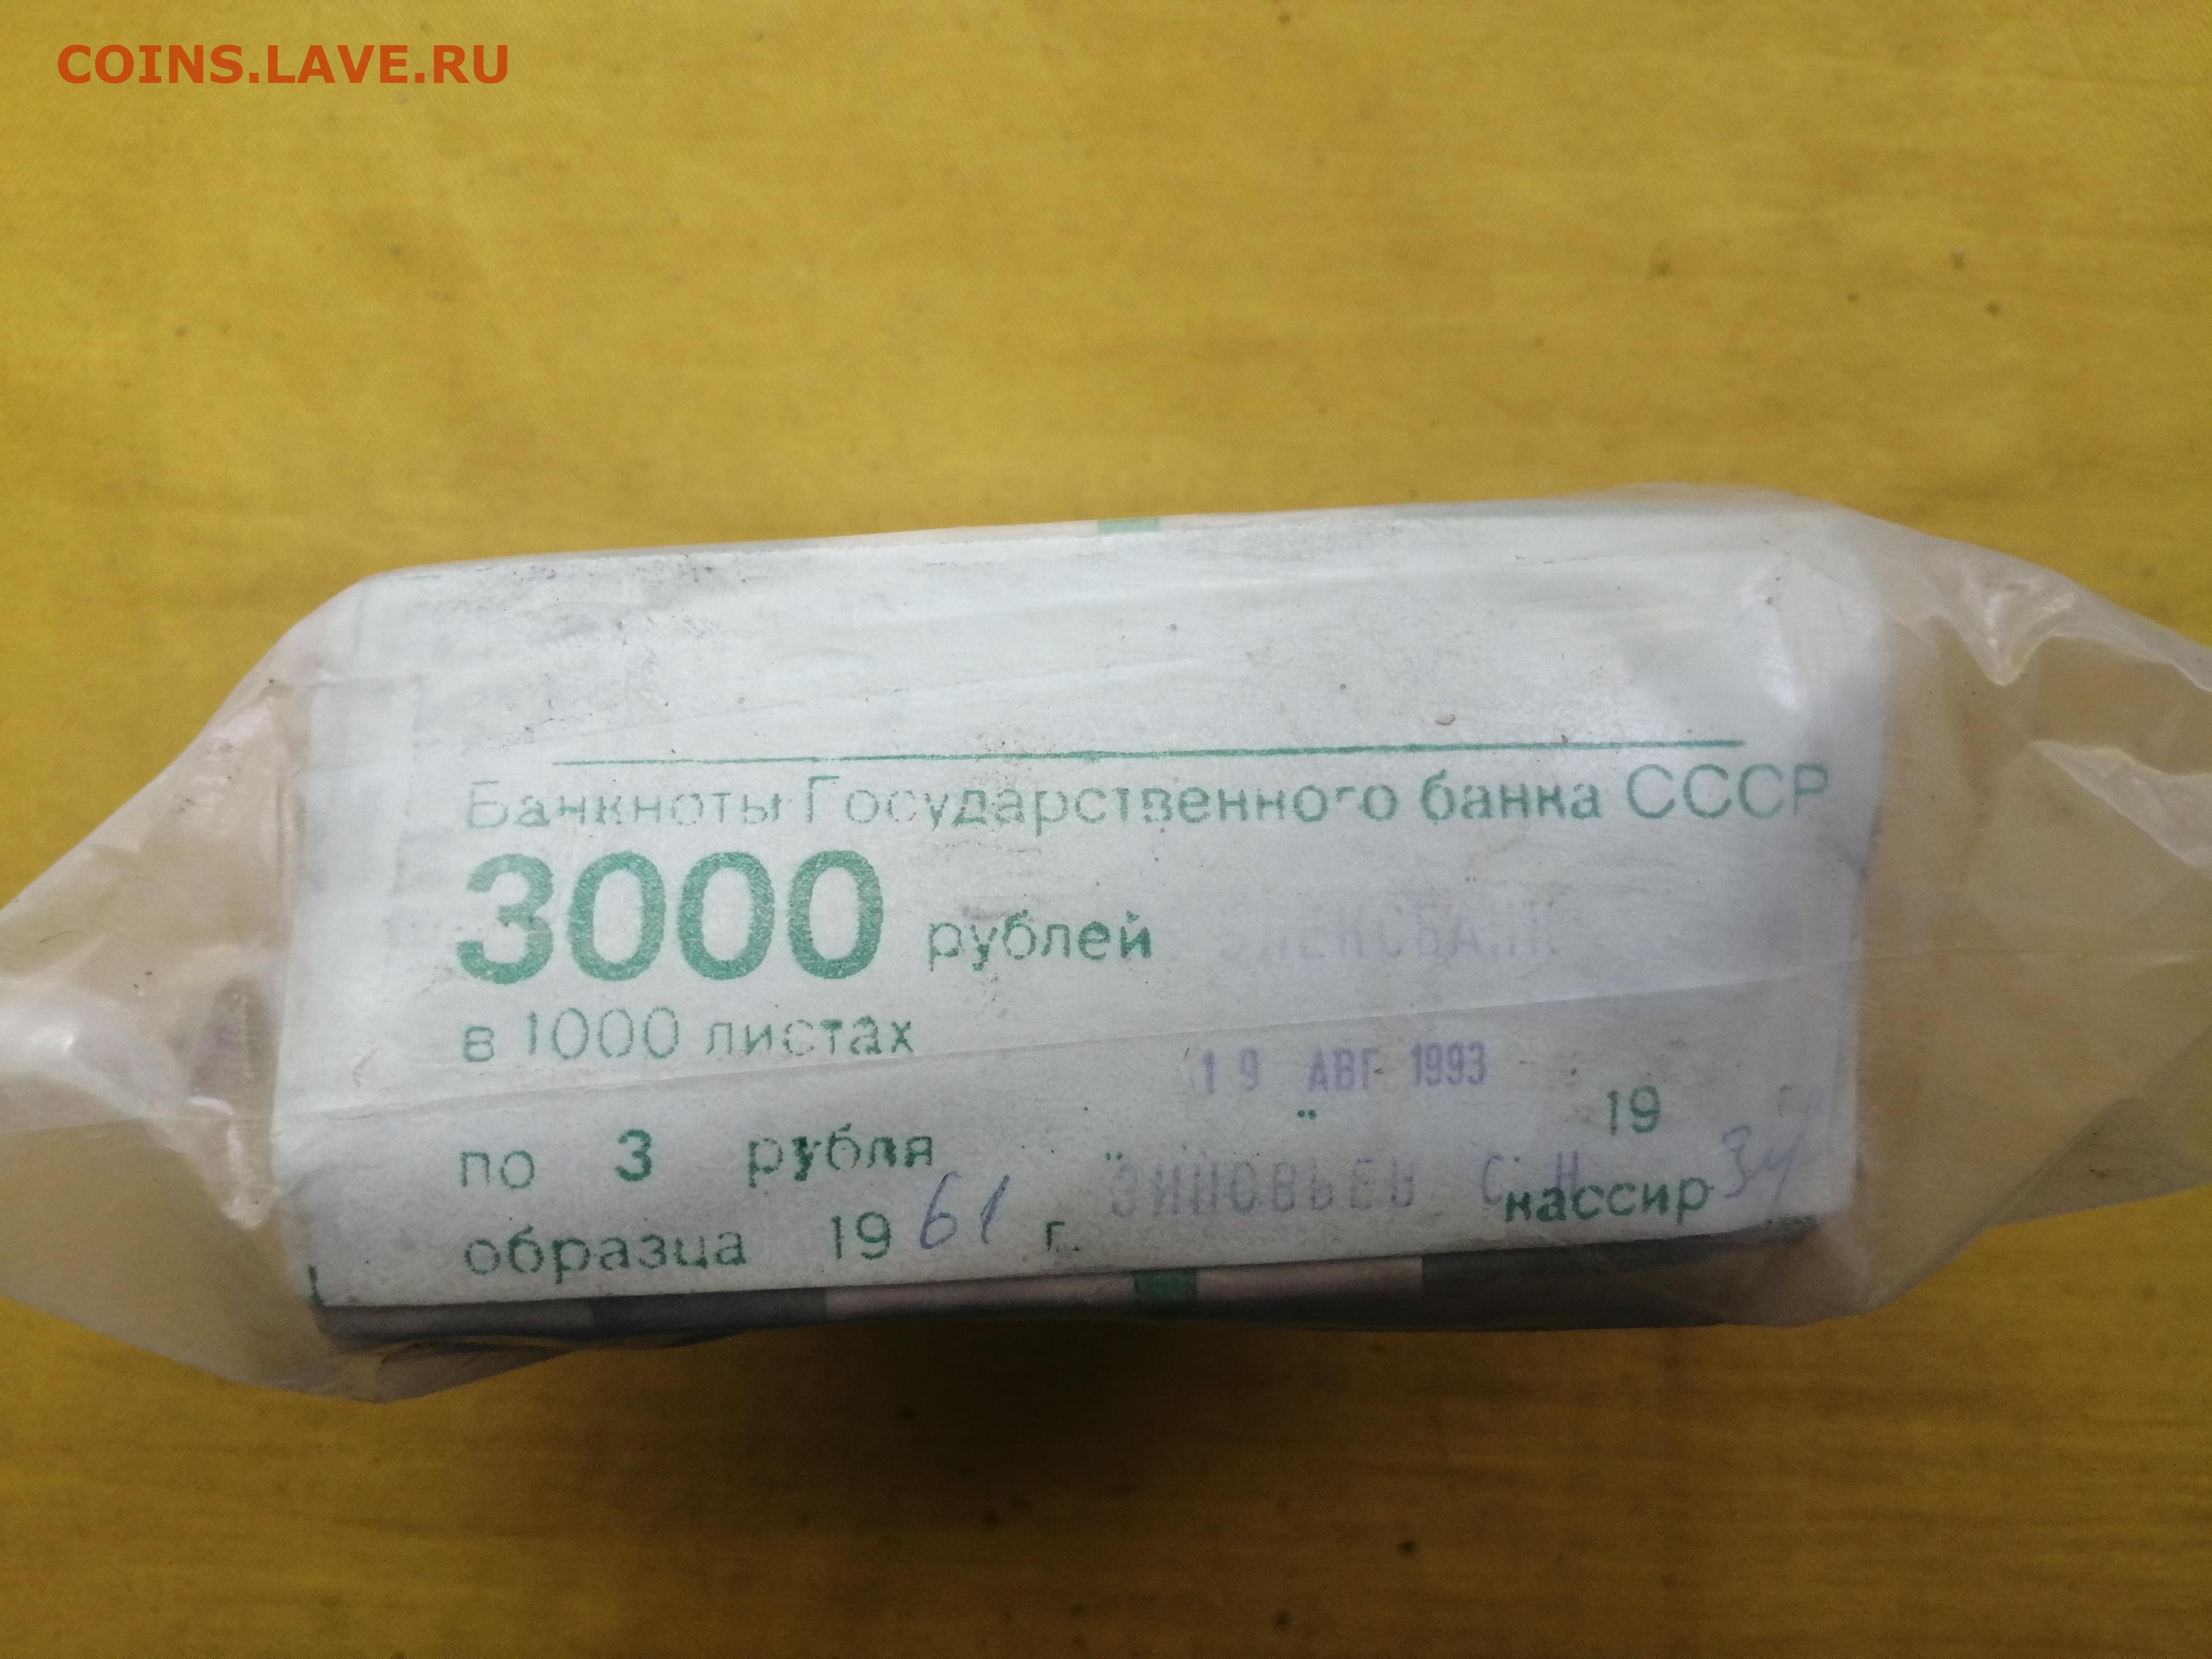 COINS.LAVE.RU
Банкноты Государственного банка СССР
3000 рублей
в 1000 листах
19 АВГ 1993
" " 19
по 3 рубля
ЗИНОВЬЕВ С. Н.
кассир
образца 1961 г.